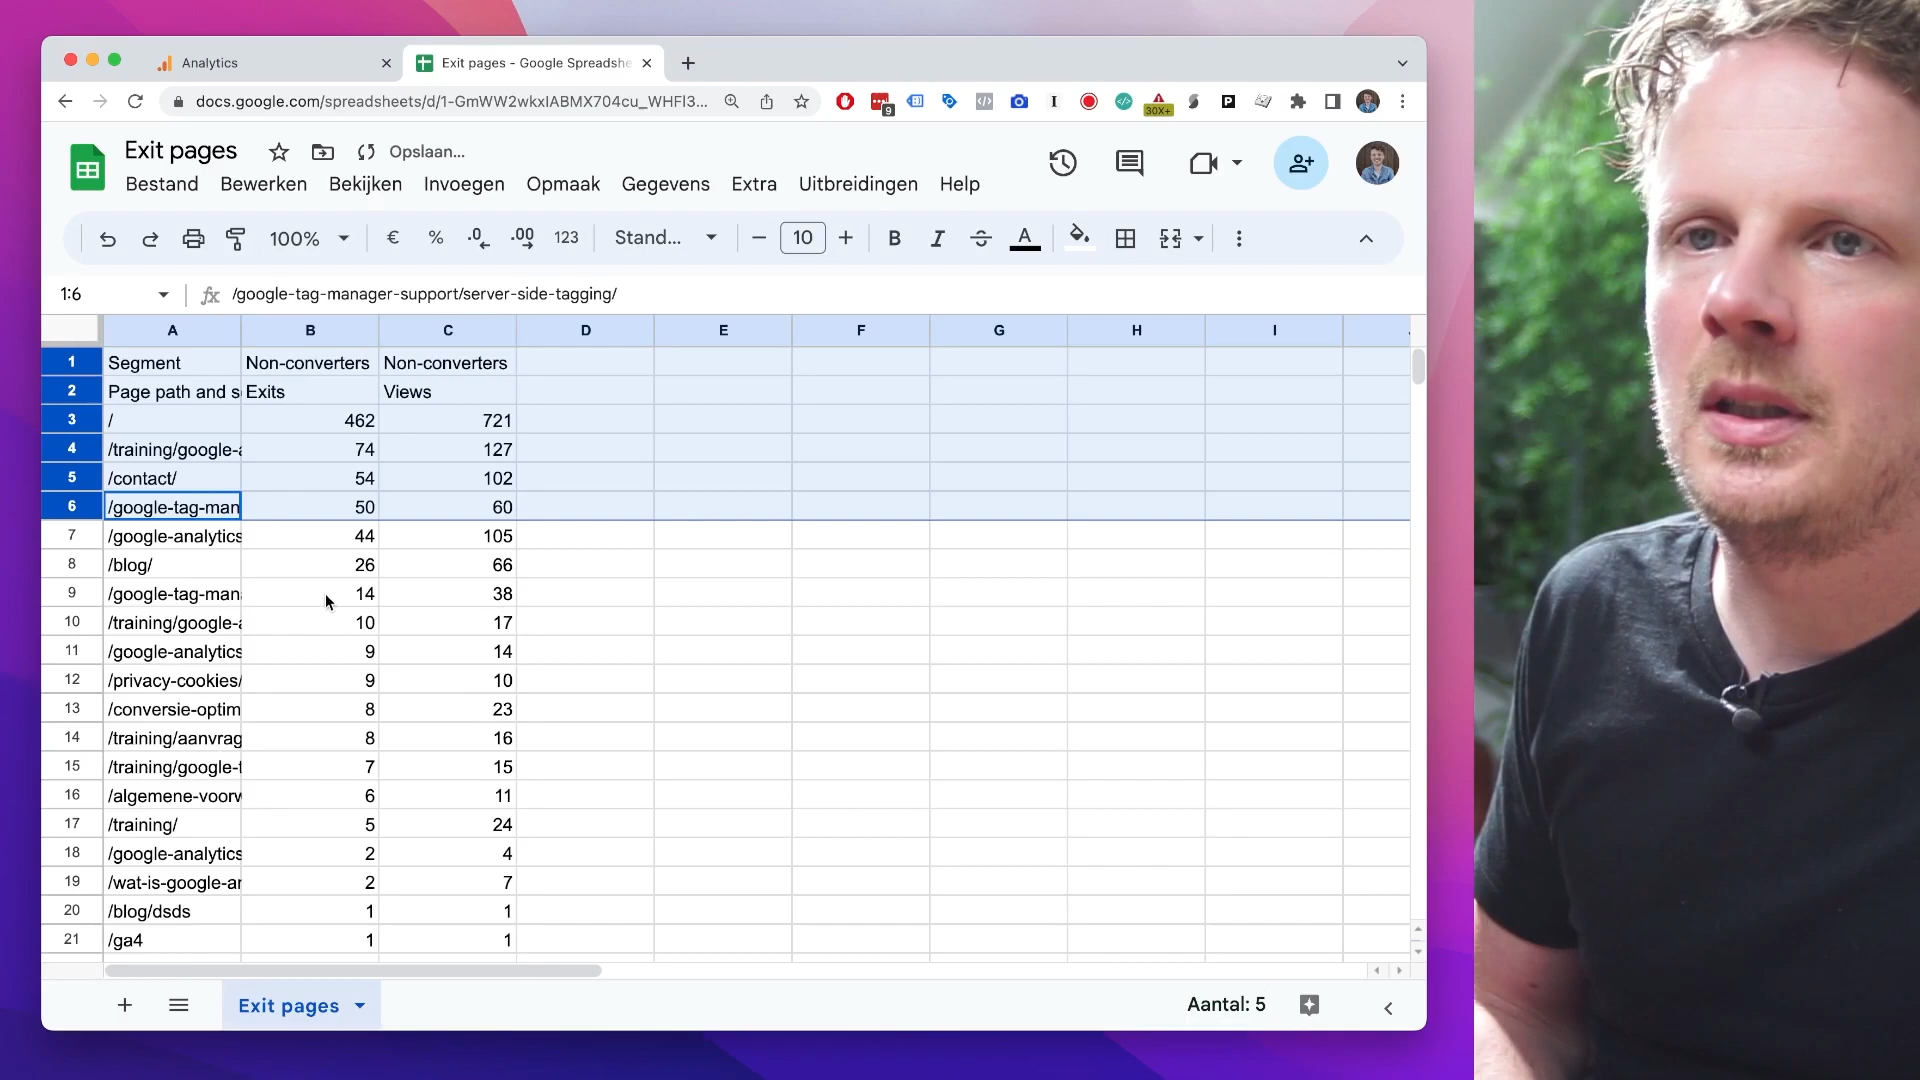 Analytics
Exit pages - Google Spreadshe
docs.google.com/spreadsheets/d/1-GmWW2wkxIABMX704cu_WHFI3...
9
30X+
Exit pages
Opslaan...
Bestand Bewerken Bekijken Invoegen Opmaak Gegevens Extra Uitbreidingen Help
100% € % .0 .00 123 Stand... 10 B I A
1:6 fx /google-tag-manager-support/server-side-tagging/
A B C D E F G H I
1 Segment Non-converters Non-converters
2 Page path and s Exits Views
3 / 462 721
4 /training/google-a 74 127
5 /contact/ 54 102
6 /google-tag-man 50 60
7 /google-analytics 44 105
8 /blog/ 26 66
9 /google-tag-man 14 38
10 /training/google-a 10 17
11 /google-analytics 9 14
12 /privacy-cookies/ 9 10
13 /conversie-optim 8 23
14 /training/aanvrag 8 16
15 /training/google-t 7 15
16 /algemene-voorw 6 11
17 /training/ 5 24
18 /google-analytics 2 4
19 /wat-is-google-an 2 7
20 /blog/dsds 1 1
21 /ga4 1 1
Exit pages
Aantal: 5